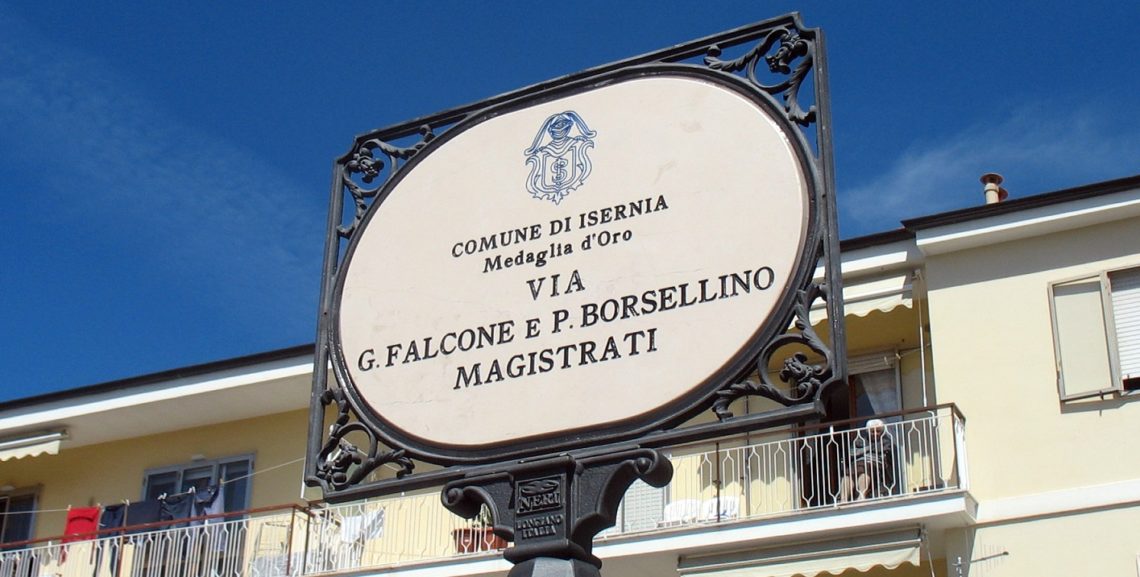 COMUNE DI ISERNIA
Medaglia d'Oro
VIA
G. FALCONE E P. BORSELLINO
MAGISTRATI
NERI
LONGIANO
ITALIA